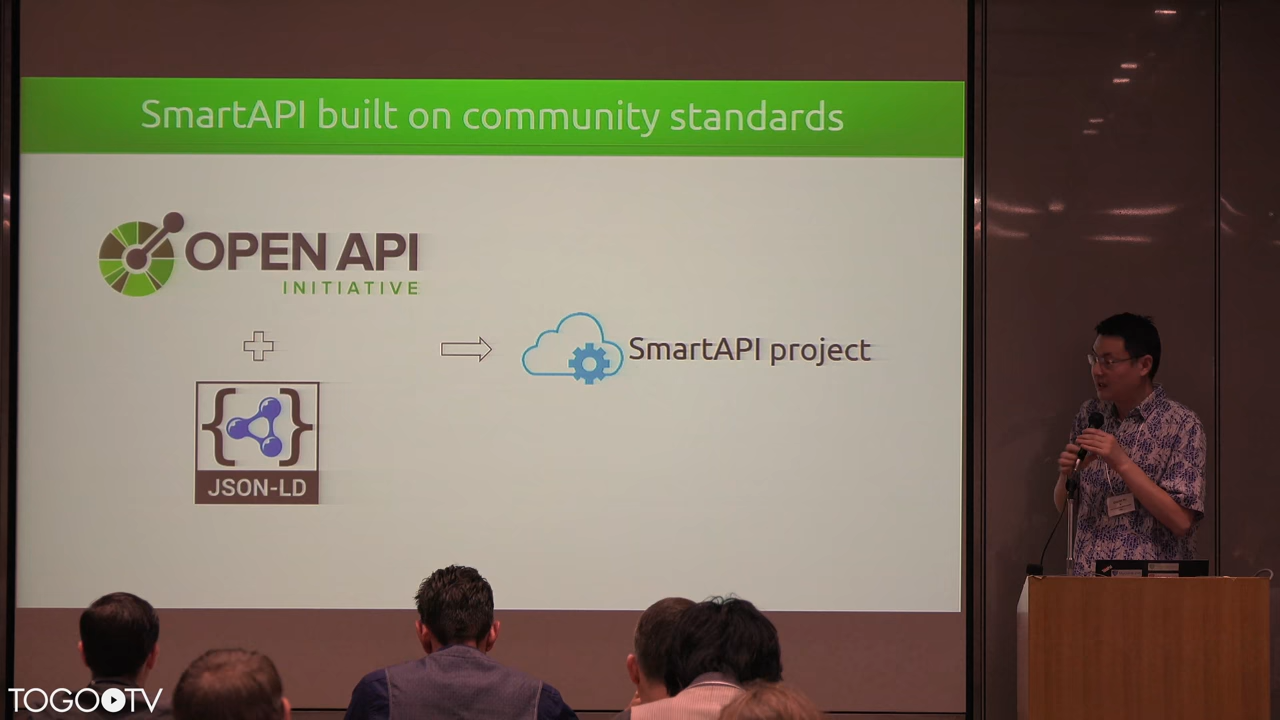 SmartAPI built on community standards
OPEN API
INITIATIVE
SmartAPI project
{ }
JSON-LD
TOGOTV